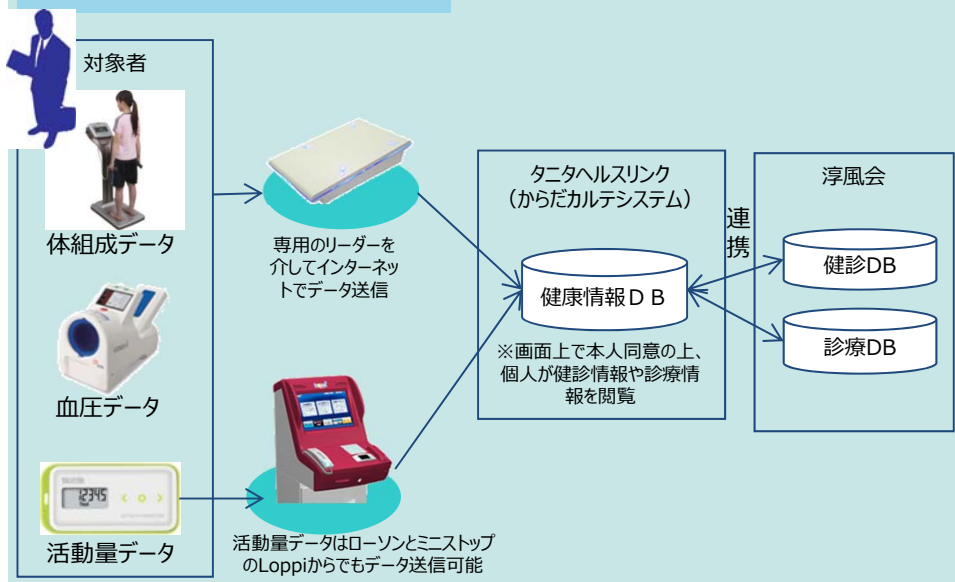 対象者
体組成データ
血圧データ
12345
活動量データ
専用のリーダーを
介してインターネッ
トでデータ送信
Loppi
活動量データはローソンとミニストップ
のLoppiからでもデータ送信可能
タニタヘルスリンク
（からだカルテシステム）
健康情報ＤＢ
※画面上で本人同意の上、
個人が健診情報や診療情
報を閲覧
連携
淳風会
健診DB
診療DB